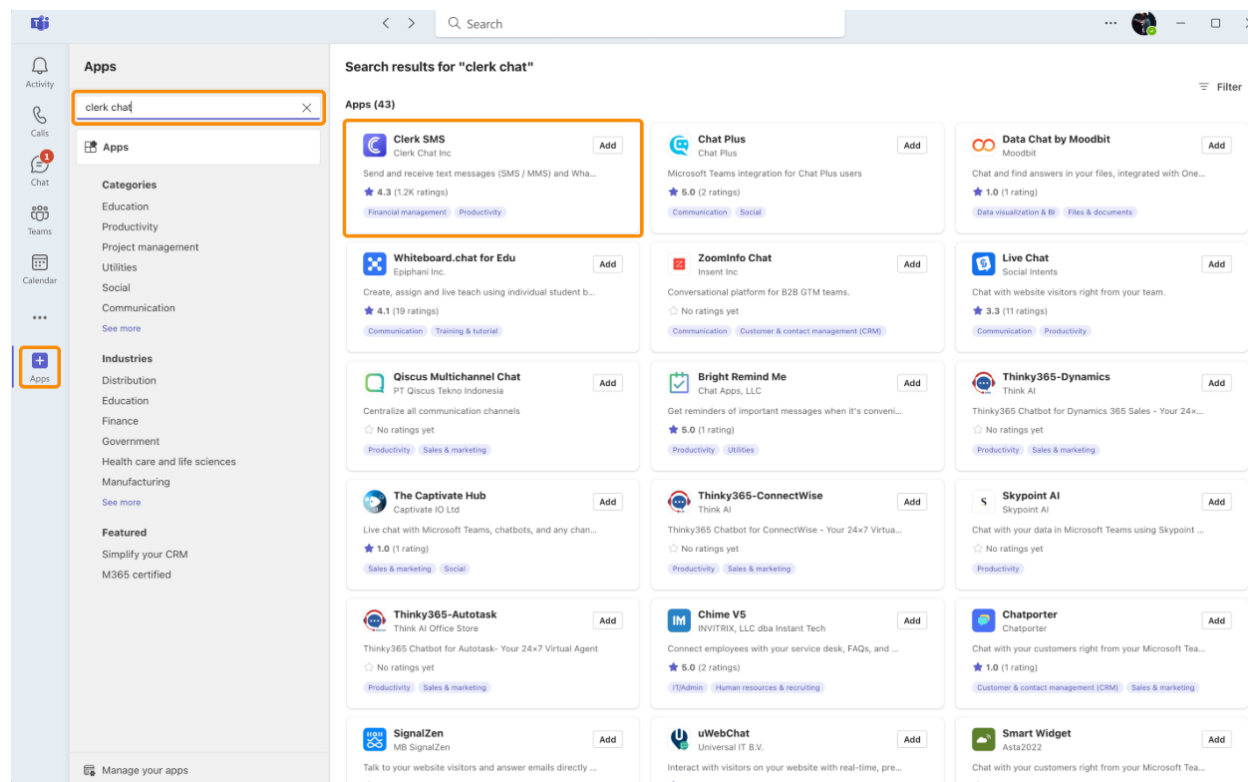 Search
Activity
Calls
1
Chat
Teams
Calendar
Apps
Apps
clerk chat
Apps
Categories
Education
Productivity
Project management
Utilities
Social
Communication
See more
Industries
Distribution
Education
Finance
Government
Health care and life sciences
Manufacturing
See more
Featured
Simplify your CRM
M365 certified
Manage your apps
Search results for "clerk chat"
Filter
Apps (43)
Clerk SMS
Clerk Chat Inc
Add
Send and receive text messages (SMS / MMS) and Wha...
4.3 (1.2K ratings)
Financial management Productivity
Chat Plus
Chat Plus
Add
Microsoft Teams integration for Chat Plus users
5.0 (2 ratings)
Communication Social
Data Chat by Moodbit
Moodbit
Add
Chat and find answers in your files, integrated with One...
1.0 (1 rating)
Data visualization & BI Files & documents
Whiteboard.chat for Edu
Epiphani Inc.
Add
Create, assign and live teach using individual student b...
4.1 (19 ratings)
Communication Training & tutorial
ZoomInfo Chat
Insent Inc
Add
Conversational platform for B2B GTM teams.
No ratings yet
Communication Customer & contact management (CRM)
Live Chat
Social Intents
Add
Chat with website visitors right from your team.
3.3 (11 ratings)
Communication Productivity
Qiscus Multichannel Chat
PT Qiscus Tekno Indonesia
Add
Centralize all communication channels
No ratings yet
Productivity Sales & marketing
Bright Remind Me
Chat Apps, LLC
Add
Get reminders of important messages when it's conveni...
5.0 (1 rating)
Productivity Utilities
Thinky365-Dynamics
Think AI
Add
Thinky365 Chatbot for Dynamics 365 Sales - Your 24×...
No ratings yet
Productivity Sales & marketing
The Captivate Hub
Captivate IO Ltd
Add
Live chat with Microsoft Teams, chatbots, and any chan...
1.0 (1 rating)
Sales & marketing Social
Thinky365-ConnectWise
Think AI
Add
Thinky365 Chatbot for ConnectWise - Your 24×7 Virtua...
No ratings yet
Productivity Sales & marketing
S
Skypoint AI
Skypoint AI
Add
Chat with your data in Microsoft Teams using Skypoint ...
No ratings yet
Productivity
Thinky365-Autotask
Think AI Office Store
Add
Thinky365 Chatbot for Autotask- Your 24×7 Virtual Agent
No ratings yet
Productivity Sales & marketing
IM
Chime V5
INVITRIX, LLC dba Instant Tech
Add
Connect employees with your service desk, FAQs, and ...
5.0 (2 ratings)
IT/Admin Human resources & recruiting
Chatporter
Chatporter
Add
Chat with your customers right from your Microsoft Tea...
1.0 (1 rating)
Customer & contact management (CRM) Sales & marketing
SignalZen
MB SignalZen
Add
Talk to your website visitors and answer emails directly ...
uWebChat
Universal IT B.V.
Add
Interact with visitors on your website with real-time, pre...
Smart Widget
Asta2022
Add
Chat with your customers right from your Microsoft Tea...